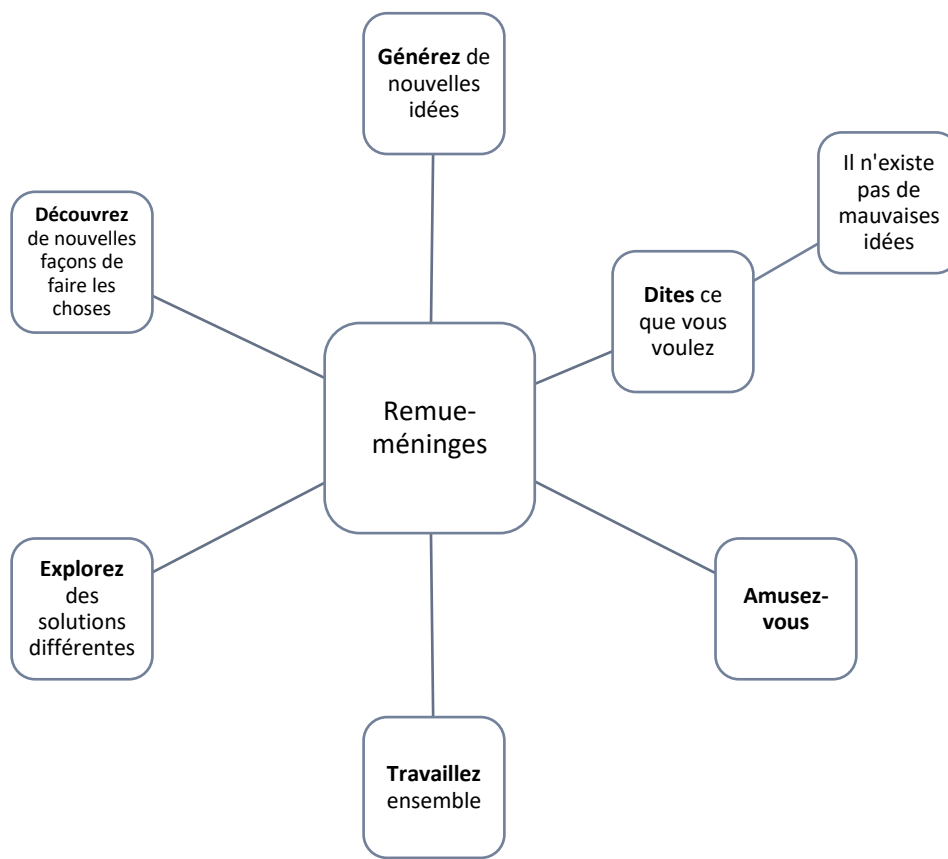 Générez de
nouvelles
idées
Il n'existe
pas de
mauvaises
idées
Découvrez
de nouvelles
façons de
faire les
choses
Dites ce
que vous
voulez
Remue-
méninges
Explorez
des
solutions
différentes
Amusez-
vous
Travaillez
ensemble